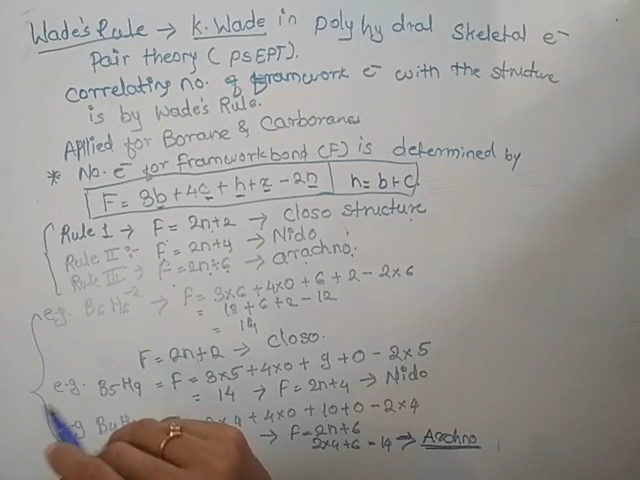 Wade's Rule → K. Wade in Polyhydral Skeletal e⁻
Pair theory (PSEPT).
Correlating no. of framework e⁻ with the structure
is by Wade's Rule.
Applied for Borane & Carboranes
* No. e⁻ for framework bond (F) is determined by
F = 3b + 4c + h + x - 2n n = b + c.
Rule 1 → F = 2n+2 → Closo structure
Rule II :- F = 2n+4 → Nido
Rule III → F = 2n+6 → arachno.
e.g. B6H6⁻² → F = 3×6 + 4×0 + 6 + 2 - 2×6
= 18 + 6 + 2 - 12
= 14
F = 2n+2 → Closo.
e.g. B5H9 = F = 3×5 + 4×0 + 9 + 0 - 2×5
= 14 → F = 2n+4 → Nido
×4 + 4×0 + 10 + 0 - 2×4
→ F = 2n+6
2×4+6 = 14 → Arachno